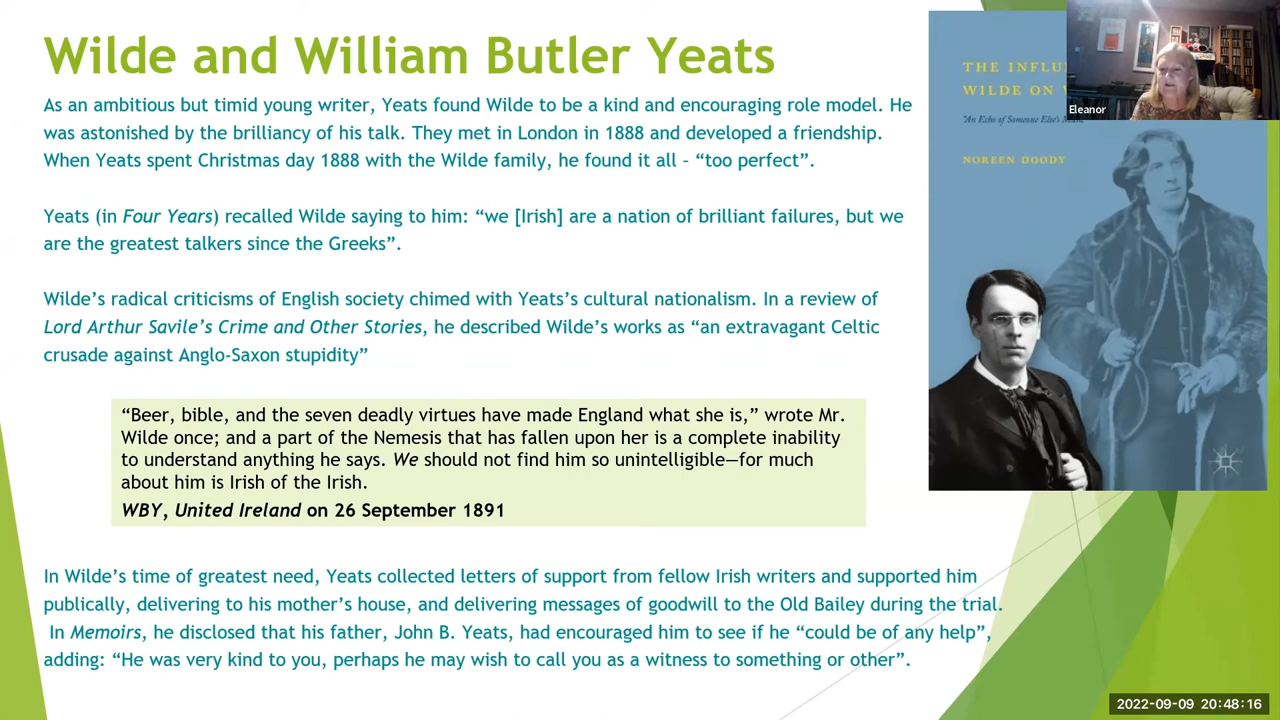 Wilde and William Butler Yeats
As an ambitious but timid young writer, Yeats found Wilde to be a kind and encouraging role model. He
was astonished by the brilliancy of his talk. They met in London in 1888 and developed a friendship.
When Yeats spent Christmas day 1888 with the Wilde family, he found it all – “too perfect”.
Yeats (in Four Years) recalled Wilde saying to him: “we [Irish] are a nation of brilliant failures, but we
are the greatest talkers since the Greeks”.
Wilde’s radical criticisms of English society chimed with Yeats’s cultural nationalism. In a review of
Lord Arthur Savile’s Crime and Other Stories, he described Wilde’s works as “an extravagant Celtic
crusade against Anglo-Saxon stupidity”
“Beer, bible, and the seven deadly virtues have made England what she is,” wrote Mr.
Wilde once; and a part of the Nemesis that has fallen upon her is a complete inability
to understand anything he says. We should not find him so unintelligible—for much
about him is Irish of the Irish.
WBY, United Ireland on 26 September 1891
In Wilde’s time of greatest need, Yeats collected letters of support from fellow Irish writers and supported him
publically, delivering to his mother’s house, and delivering messages of goodwill to the Old Bailey during the trial.
In Memoirs, he disclosed that his father, John B. Yeats, had encouraged him to see if he “could be of any help”,
adding: “He was very kind to you, perhaps he may wish to call you as a witness to something or other”.
THE INFLU
WILDE ON
'An Echo of Someone Else's
NOREEN DOODY
Eleanor
2022-09-09 20:48:16